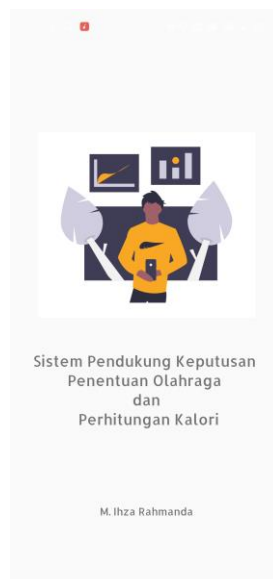 Sistem Pendukung Keputusan
Penentuan Olahraga
dan
Perhitungan Kalori
M. Ihza Rahmanda